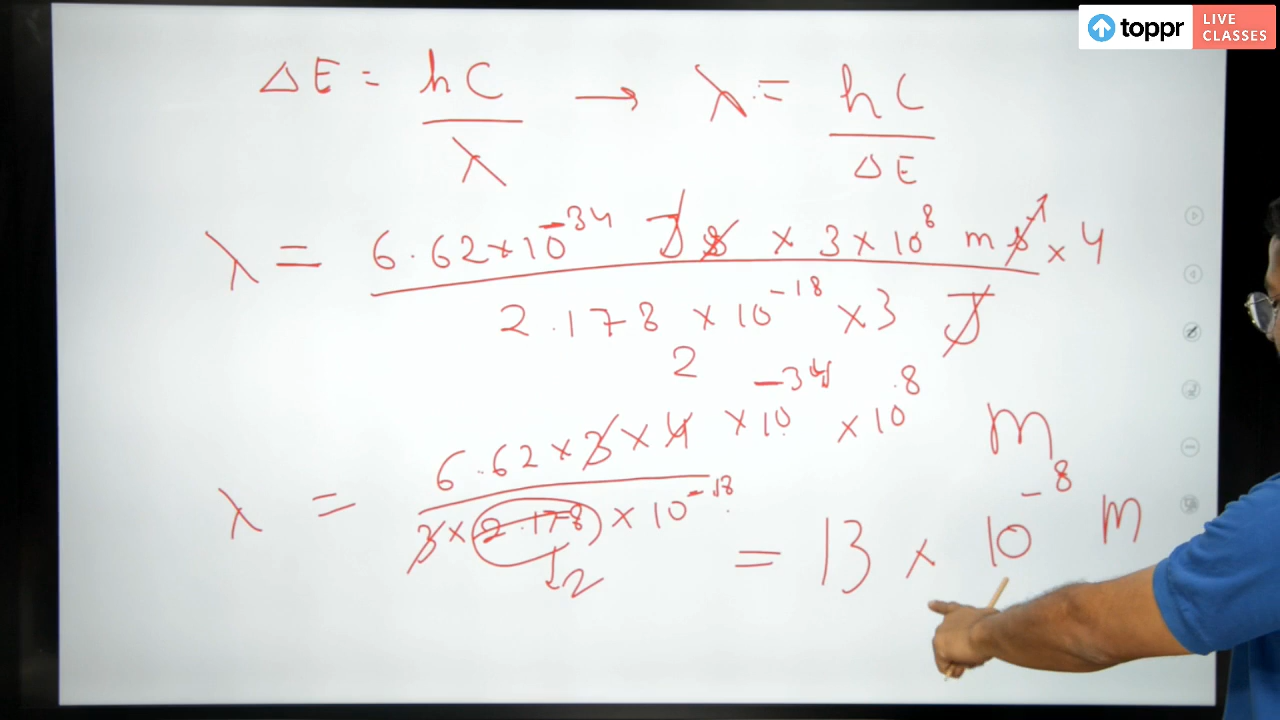 toppr LIVE CLASSES
ΔE = hC/λ → λ = hC/ΔE
λ = 6.62 × 10^-34 J s × 3 × 10^8 m s^-1 × 4 / 2.178 × 10^-18 × 3 J
2
λ = 6.62 × 3 × 4 × 10^-34 × 10^8 / 3 × 2.178 × 10^-18 m
2
= 13 × 10^-8 m